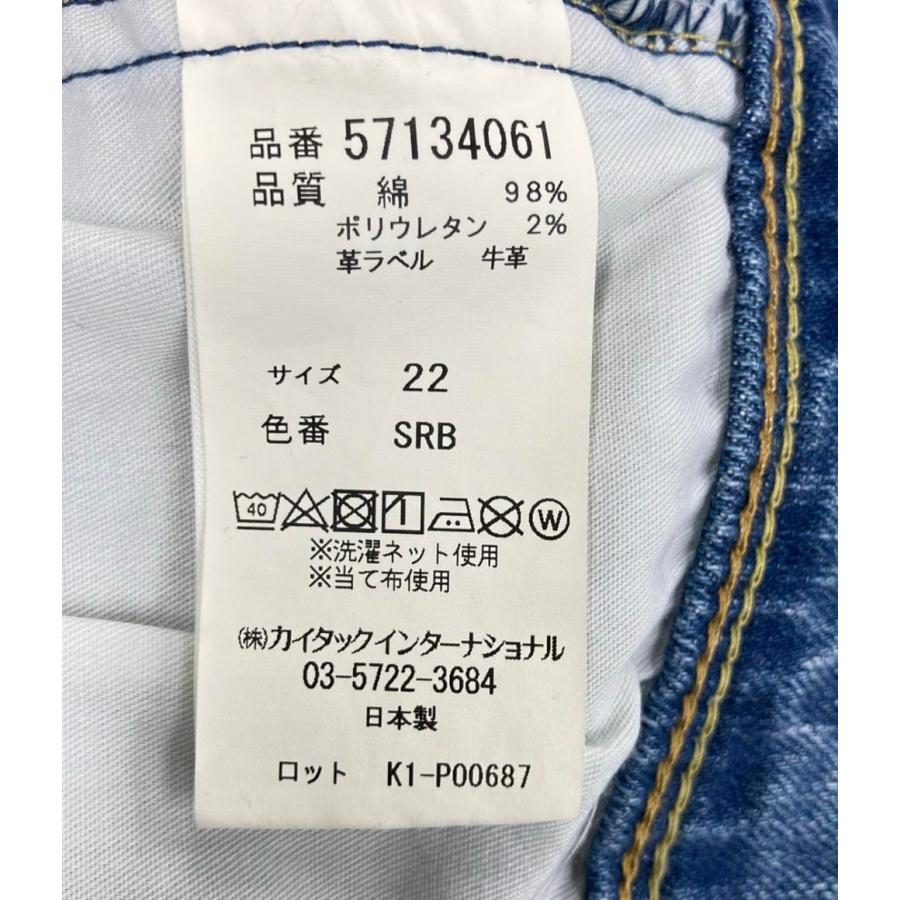 品番 57134061
品質 綿 98%
ポリウレタン 2%
革ラベル 牛革
サイズ 22
色番 SRB
40 W
※洗濯ネット使用
※当て布使用
㈱カイタックインターナショナル
03-5722-3684
日本製
ロット K1-P00687